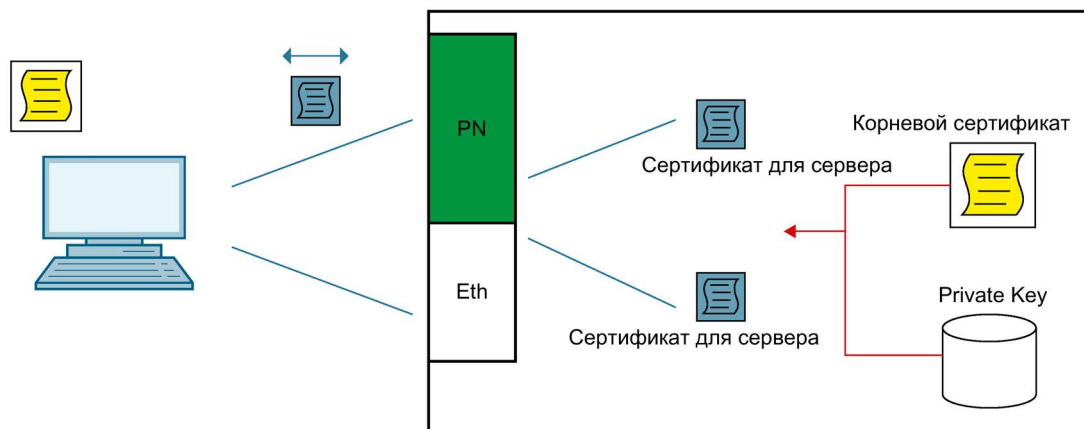 PN
Корневой сертификат
Сертификат для сервера
Eth
Private Key
Сертификат для сервера